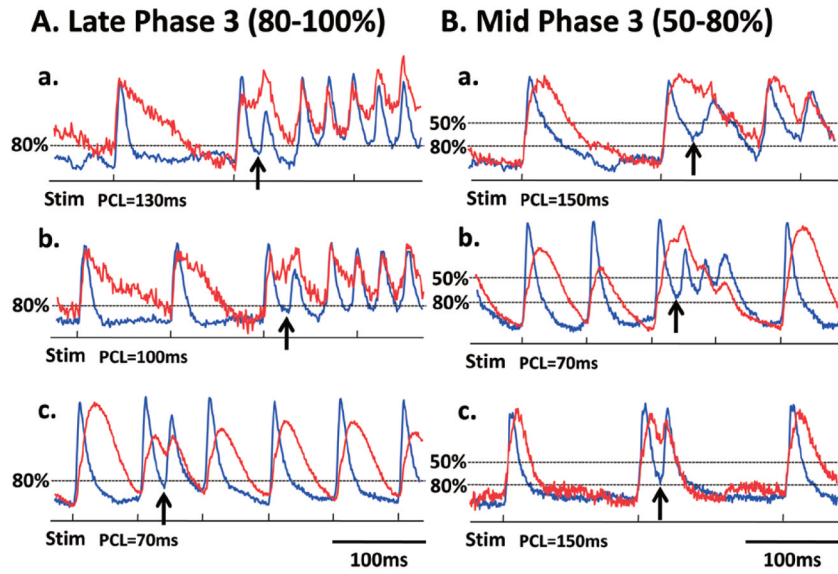 A. Late Phase 3 (80-100%)
a.
80%
Stim PCL=130ms
b.
80%
Stim PCL=100ms
c.
80%
Stim PCL=70ms
100ms
B. Mid Phase 3 (50-80%)
a.
50%
80%
Stim PCL=150ms
b.
50%
80%
Stim PCL=70ms
c.
50%
80%
Stim PCL=150ms
100ms